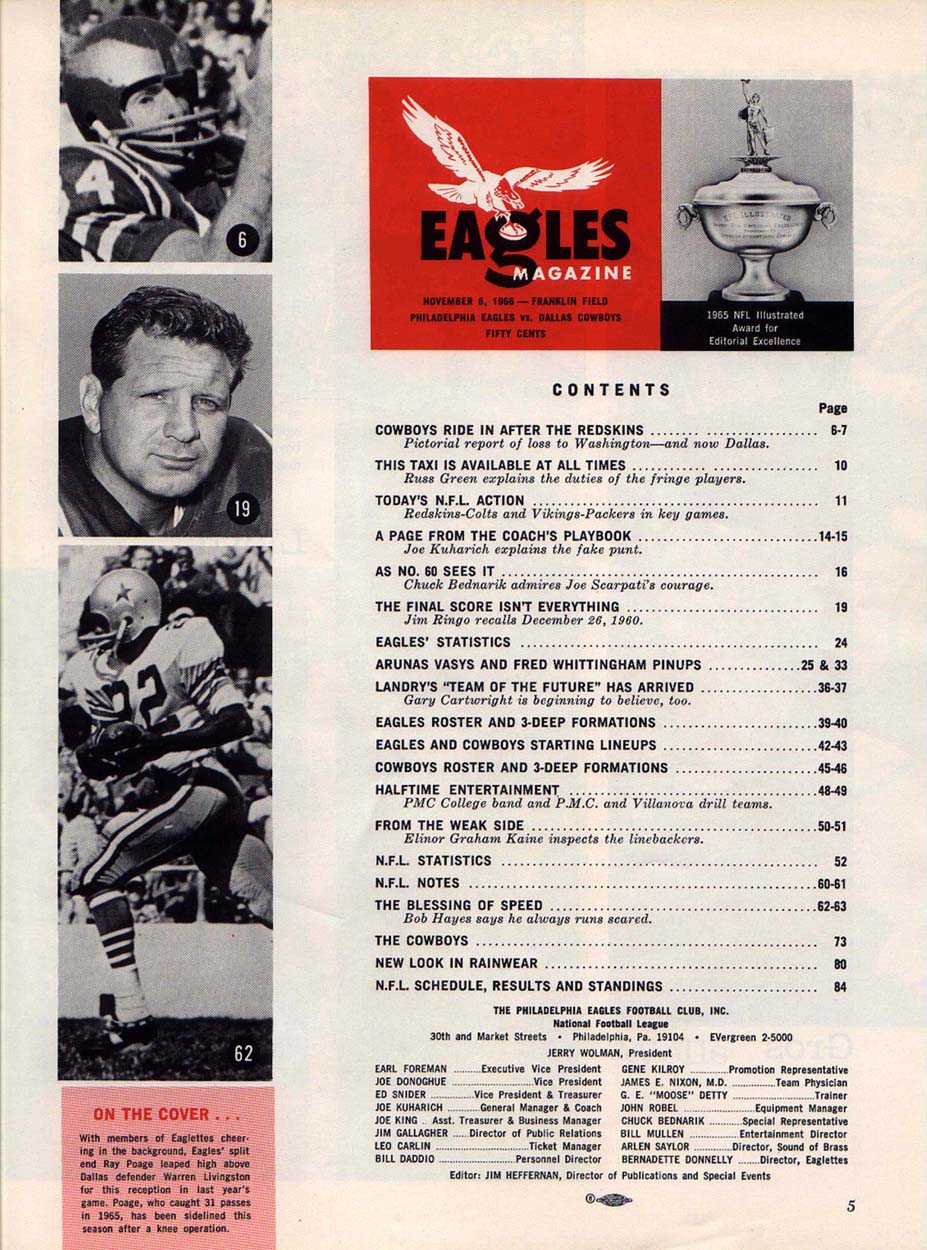 4
6
19
22
62
ON THE COVER . . .
With members of Eaglettes cheer-
ing in the background, Eagles' split
end Ray Poage leaped high above
Dallas defender Warren Livingston
for this reception in last year's
game. Poage, who caught 31 passes
in 1965, has been sidelined this
season after a knee operation.
EAGLES
MAGAZINE
NOVEMBER 6, 1966 — FRANKLIN FIELD
PHILADELPHIA EAGLES vs. DALLAS COWBOYS
FIFTY CENTS
NFL ILLUSTRATED
1965 NFL Illustrated
Award for
Editorial Excellence
CONTENTS
Page
COWBOYS RIDE IN AFTER THE REDSKINS ........................ 6-7
Pictorial report of loss to Washington—and now Dallas.
THIS TAXI IS AVAILABLE AT ALL TIMES ........................ 10
Russ Green explains the duties of the fringe players.
TODAY'S N.F.L. ACTION ........................ 11
Redskins-Colts and Vikings-Packers in key games.
A PAGE FROM THE COACH'S PLAYBOOK ........................14-15
Joe Kuharich explains the fake punt.
AS NO. 60 SEES IT ........................ 16
Chuck Bednarik admires Joe Scarpati's courage.
THE FINAL SCORE ISN'T EVERYTHING ........................ 19
Jim Ringo recalls December 26, 1960.
EAGLES' STATISTICS ........................ 24
ARUNAS VASYS AND FRED WHITTINGHAM PINUPS ................25 & 33
LANDRY'S "TEAM OF THE FUTURE" HAS ARRIVED ................36-37
Gary Cartwright is beginning to believe, too.
EAGLES ROSTER AND 3-DEEP FORMATIONS ........................39-40
EAGLES AND COWBOYS STARTING LINEUPS ........................42-43
COWBOYS ROSTER AND 3-DEEP FORMATIONS ........................45-46
HALFTIME ENTERTAINMENT ........................48-49
PMC College band and P.M.C. and Villanova drill teams.
FROM THE WEAK SIDE ........................50-51
Elinor Graham Kaine inspects the linebackers.
N.F.L. STATISTICS ........................ 52
N.F.L. NOTES ........................60-61
THE BLESSING OF SPEED ........................62-63
Bob Hayes says he always runs scared.
THE COWBOYS ........................ 73
NEW LOOK IN RAINWEAR ........................ 80
N.F.L. SCHEDULE, RESULTS AND STANDINGS ........................ 84
THE PHILADELPHIA EAGLES FOOTBALL CLUB, INC.
National Football League
30th and Market Streets • Philadelphia, Pa. 19104 • EVergreen 2-5000
JERRY WOLMAN, President
EARL FOREMAN ..........Executive Vice President
JOE DONOGHUE ..............................Vice President
ED SNIDER ..............Vice President & Treasurer
JOE KUHARICH ............General Manager & Coach
JOE KING .. Asst. Treasurer & Business Manager
JIM GALLAGHER ......Director of Public Relations
LEO CARLIN ..............................Ticket Manager
BILL DADDIO ............................Personnel Director
GENE KILROY ..............Promotion Representative
JAMES E. NIXON, M.D. ................Team Physician
G. E. "MOOSE" DETTY ..............................Trainer
JOHN ROBEL ............................Equipment Manager
CHUCK BEDNARIK ............Special Representative
BILL MULLEN ................Entertainment Director
ARLEN SAYLOR ............Director, Sound of Brass
BERNADETTE DONNELLY ........Director, Eaglettes
Editor: JIM HEFFERNAN, Director of Publications and Special Events
5